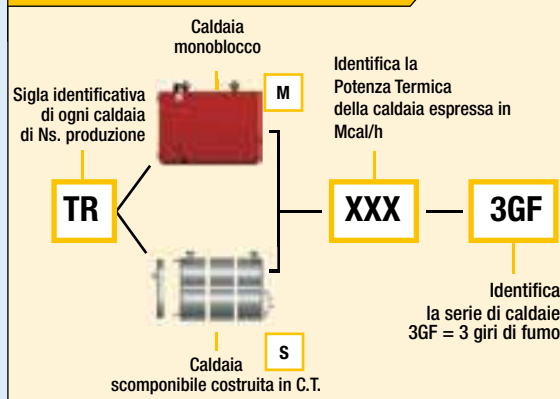 Caldaia
monoblocco
M
Sigla identificativa
di ogni caldaia
di Ns. produzione
Identifica la
Potenza Termica
della caldaia espressa in
Mcal/h
TR
XXX
3GF
Identifica
la serie di caldaie
3GF = 3 giri di fumo
S
Caldaia
scomponibile costruita in C.T.